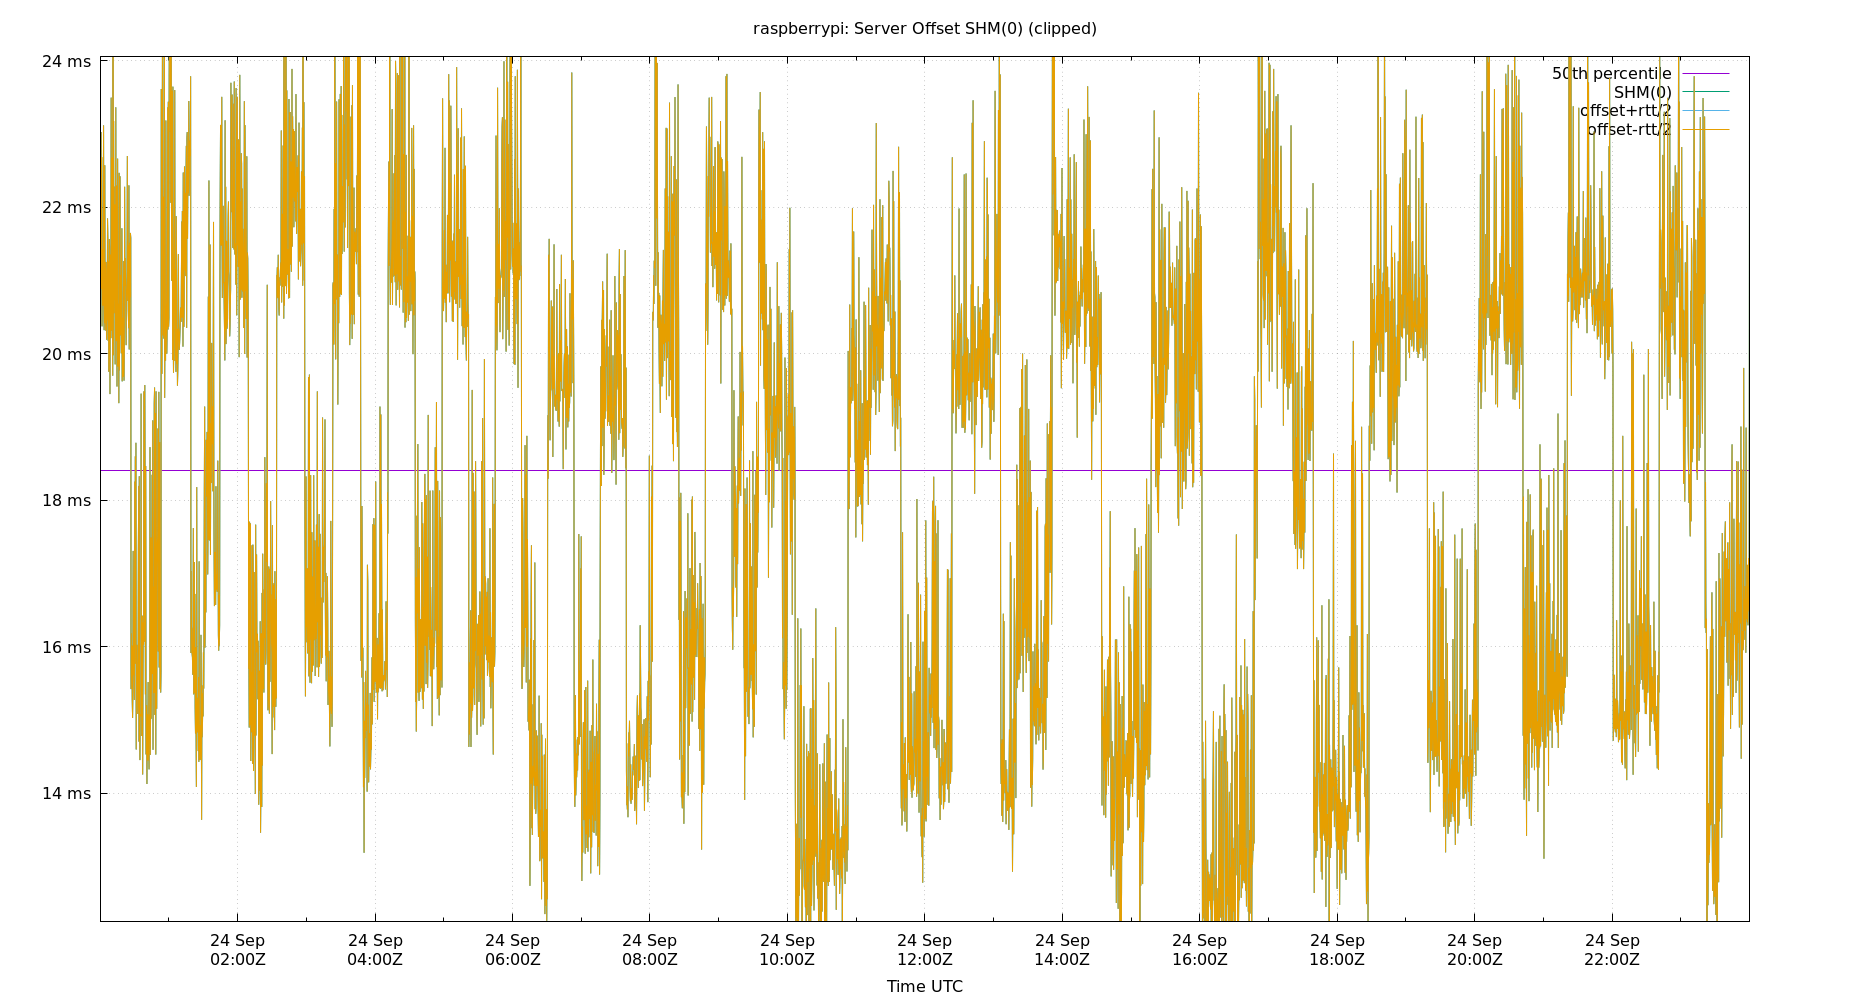 raspberrypi: Server Offset SHM(0) (clipped)
24 ms
22 ms
20 ms
18 ms
16 ms
14 ms
50th percentile
SHM(0)
offset+rtt/2
offset-rtt/2
24 Sep 24 Sep 24 Sep 24 Sep 24 Sep 24 Sep 24 Sep 24 Sep 24 Sep 24 Sep 24 Sep
02:00Z 04:00Z 06:00Z 08:00Z 10:00Z 12:00Z 14:00Z 16:00Z 18:00Z 20:00Z 22:00Z
Time UTC